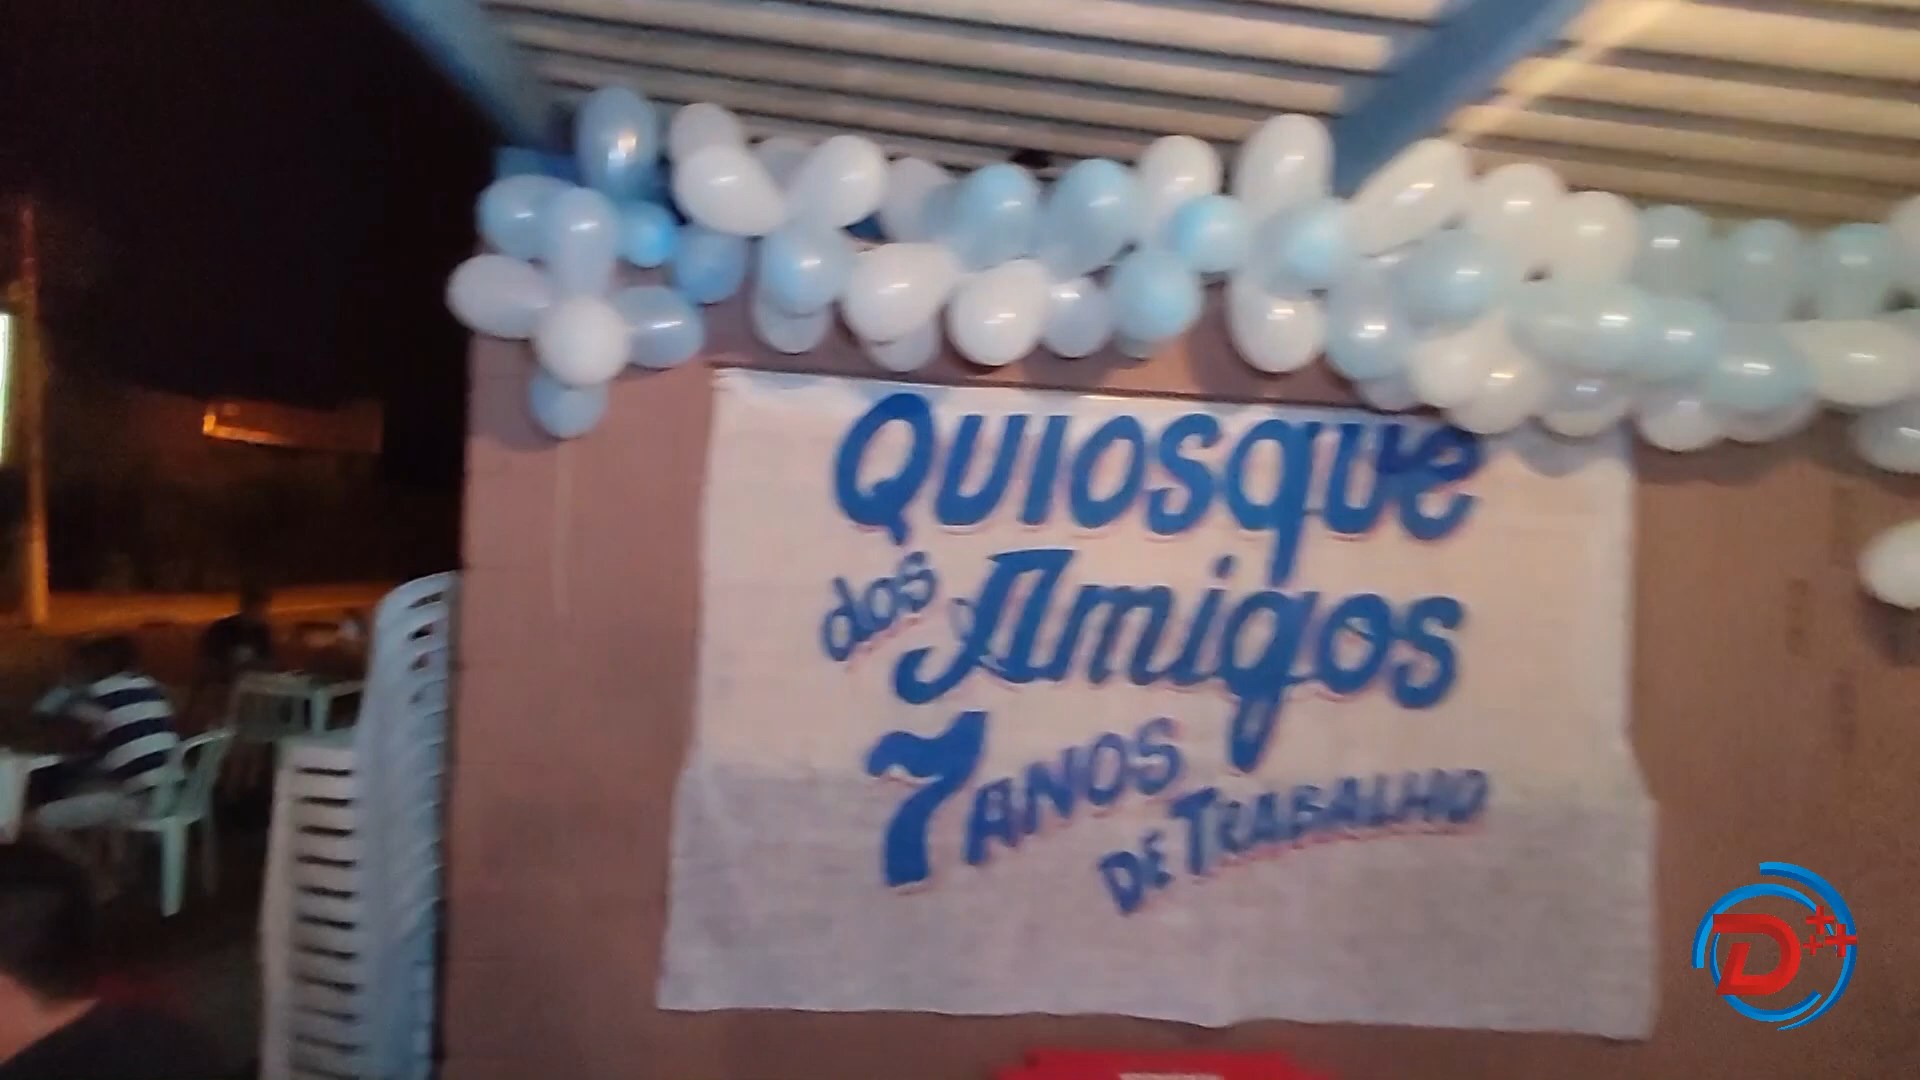 Quiosque
dos Amigos
7 ANOS
DE TRABALHO
D++